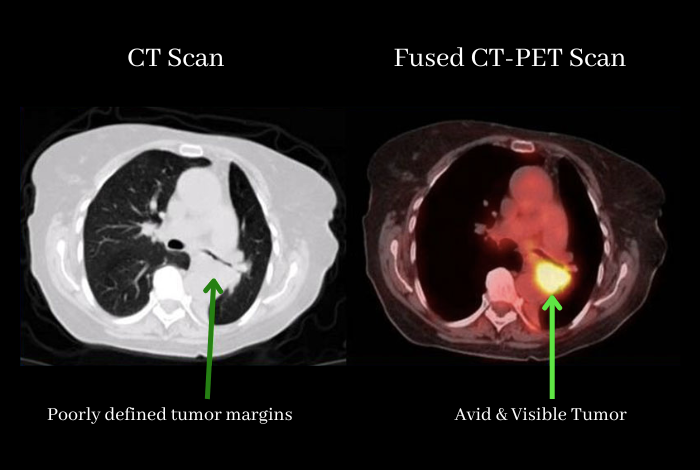 CT Scan
Fused CT-PET Scan
Poorly defined tumor margins
Avid & Visible Tumor